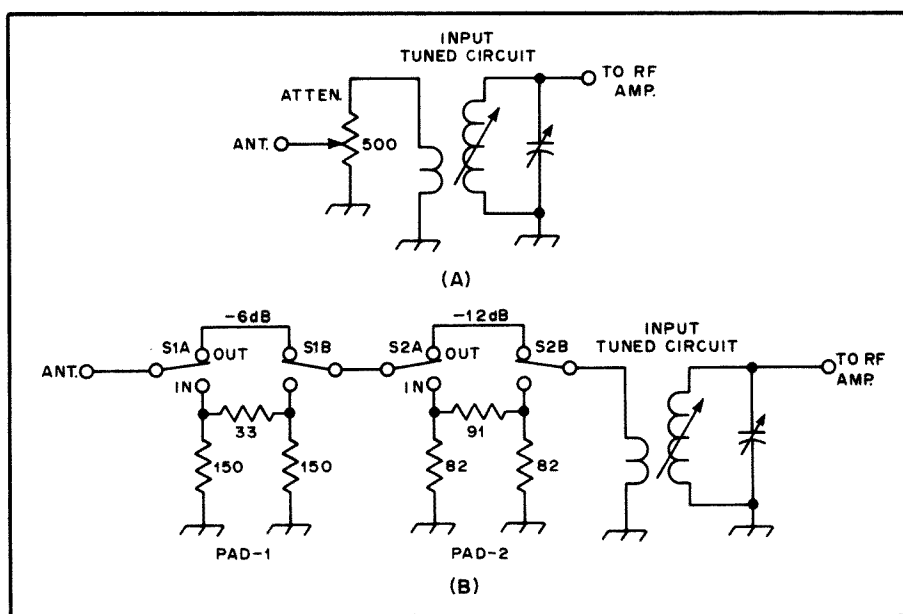 INPUT
TUNED CIRCUIT
TO RF
AMP.
ATTEN.
ANT.
500
(A)
-6dB
-12dB
INPUT
TUNED CIRCUIT
S1A
OUT
S1B
S2A
OUT
S2B
ANT.
TO RF
AMP.
IN
IN
33
91
150
150
82
82
PAD-1
PAD-2
(B)